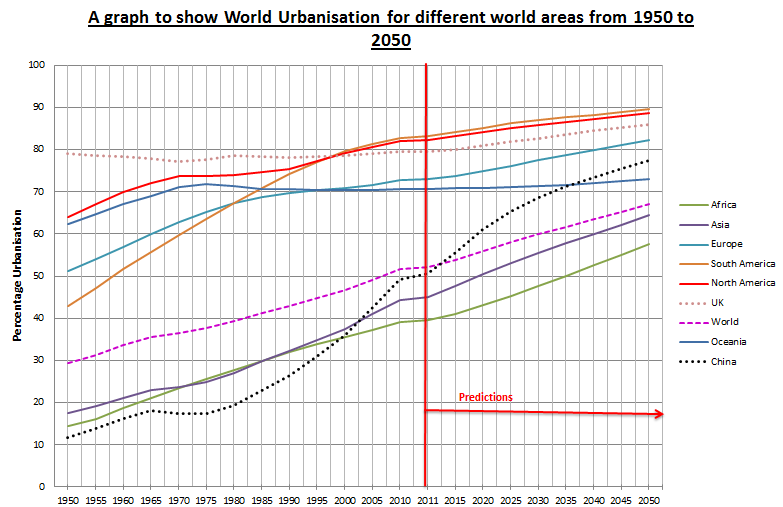 A graph to show World Urbanisation for different world areas from 1950 to
2050
Percentage Urbanisation
100
90
80
70
60
50
40
30
20
10
0
1950 1955 1960 1965 1970 1975 1980 1985 1990 1995 2000 2005 2010 2011 2015 2020 2025 2030 2035 2040 2045 2050
Predictions
Africa
Asia
Europe
South America
North America
UK
World
Oceania
China